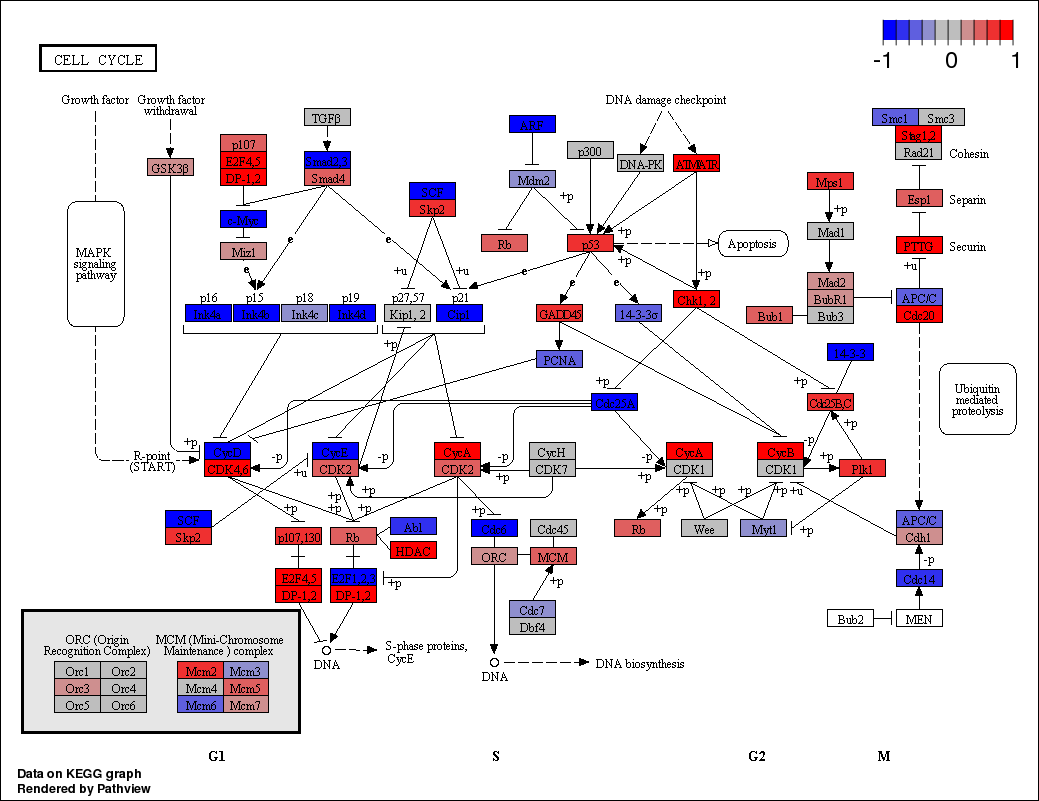 CELL CYCLE
-1 0 1
Growth factor
Growth factor
withdrawal
TGFβ
DNA damage checkpoint
ARF
p300
DNA-PK
ATMATR
Smc1 Smc3
Stag1,2
Rad21
Cohesin
p107
E2F4,5
DP-1,2
Smad2,3
Smad4
GSK3β
SCF
Skp2
Mdm2
+p
Mps1
+p
Esp1
Separin
c-Myc
Miz1
e
e
e
Rb
p53
+p
+p
Apoptosis
Mad1
PTTG
Securin
+u
MAPK
signaling
pathway
+u
+u
e
e
e
+p
Mad2
BubR1
Bub3
Bub1
APC/C
Cdc20
p16
p15
p18
p19
p27,57
p21
Ink4a
Ink4b
Ink4c
Ink4d
Kip1, 2
Cip1
GADD45
14-3-3σ
Chk1, 2
+p
PCNA
14-3-3
+p
+p
Cdc25A
Cdc25B,C
Ubiquitin
mediated
proteolysis
R-point
(START)
+p
CycD
CDK4,6
-p
+u
CycE
CDK2
-p
+p
CycA
CDK2
-p
+p
CycH
CDK7
+p
-p
CycA
CDK1
CycB
CDK1
-p
+p
+p
Plk1
+p
+p
+p
+p
+p
+p
+p
+u
SCF
Skp2
p107,130
Rb
Abl
HDAC
Cdc6
ORC
Cdc45
MCM
Rb
Wee
Myt1
+p
APC/C
Cdh1
-p
E2F4,5
DP-1,2
E2F1,2,3
DP-1,2
+p
+p
Cdc7
Dbf4
Cdc14
Bub2
MEN
DNA
S-phase proteins,
CycE
DNA
DNA biosynthesis
ORC (Origin
Recognition Complex)
MCM (Mini-Chromosome
Maintenance ) complex
Orc1 Orc2
Orc3 Orc4
Orc5 Orc6
Mcm2 Mcm3
Mcm4 Mcm5
Mcm6 Mcm7
G1 S G2 M
Data on KEGG graph
Rendered by Pathview